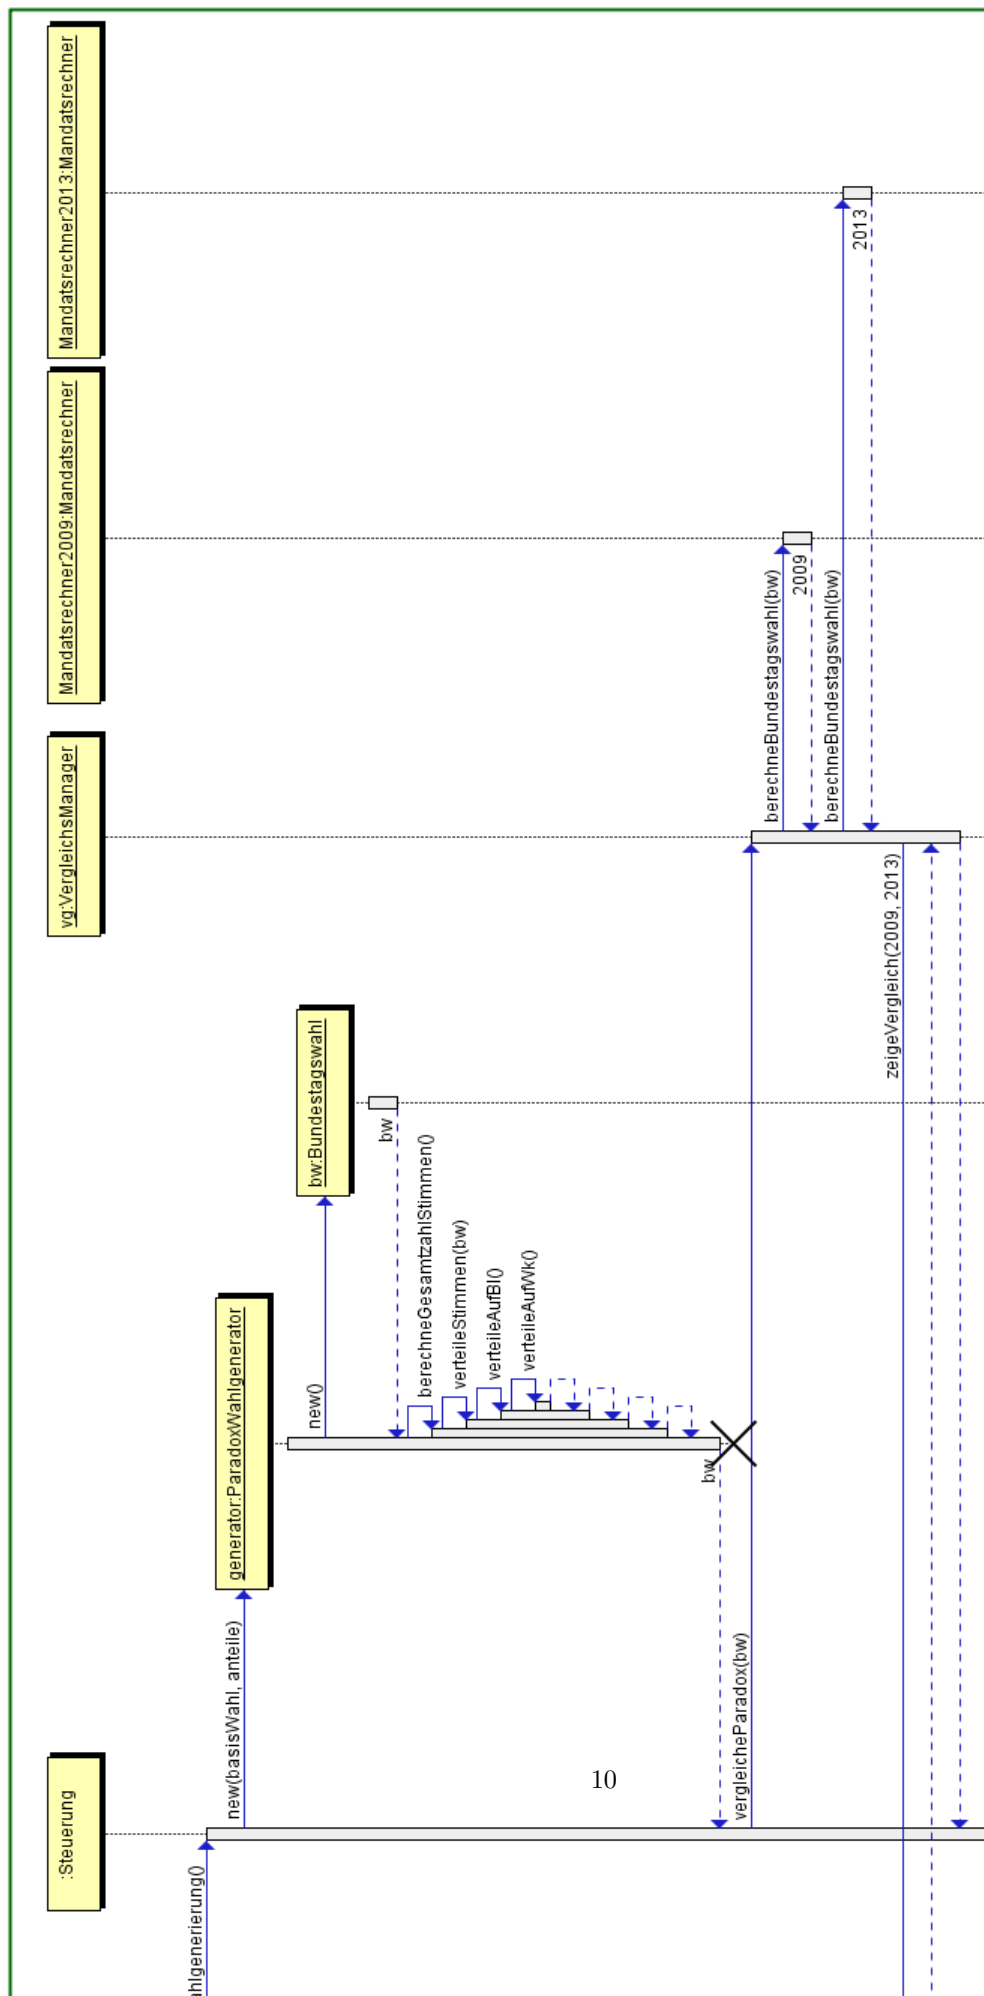 :Steuerung
generator:ParadoxWahlgenerator
bw:Bundestagswahl
vg:VergleichsManager
Mandatsrechner2009:Mandatsrechner
Mandatsrechner2013:Mandatsrechner
ahlgenerierung()
new(basisWahl, anteile)
new()
bw
berechneGesamtzahlStimmen()
verteileStimmen(bw)
verteileAufBl()
verteileAufWk()
bw
vergleicheParadox(bw)
berechneBundestagswahl(bw)
2009
berechneBundestagswahl(bw)
2013
zeigeVergleich(2009, 2013)
10